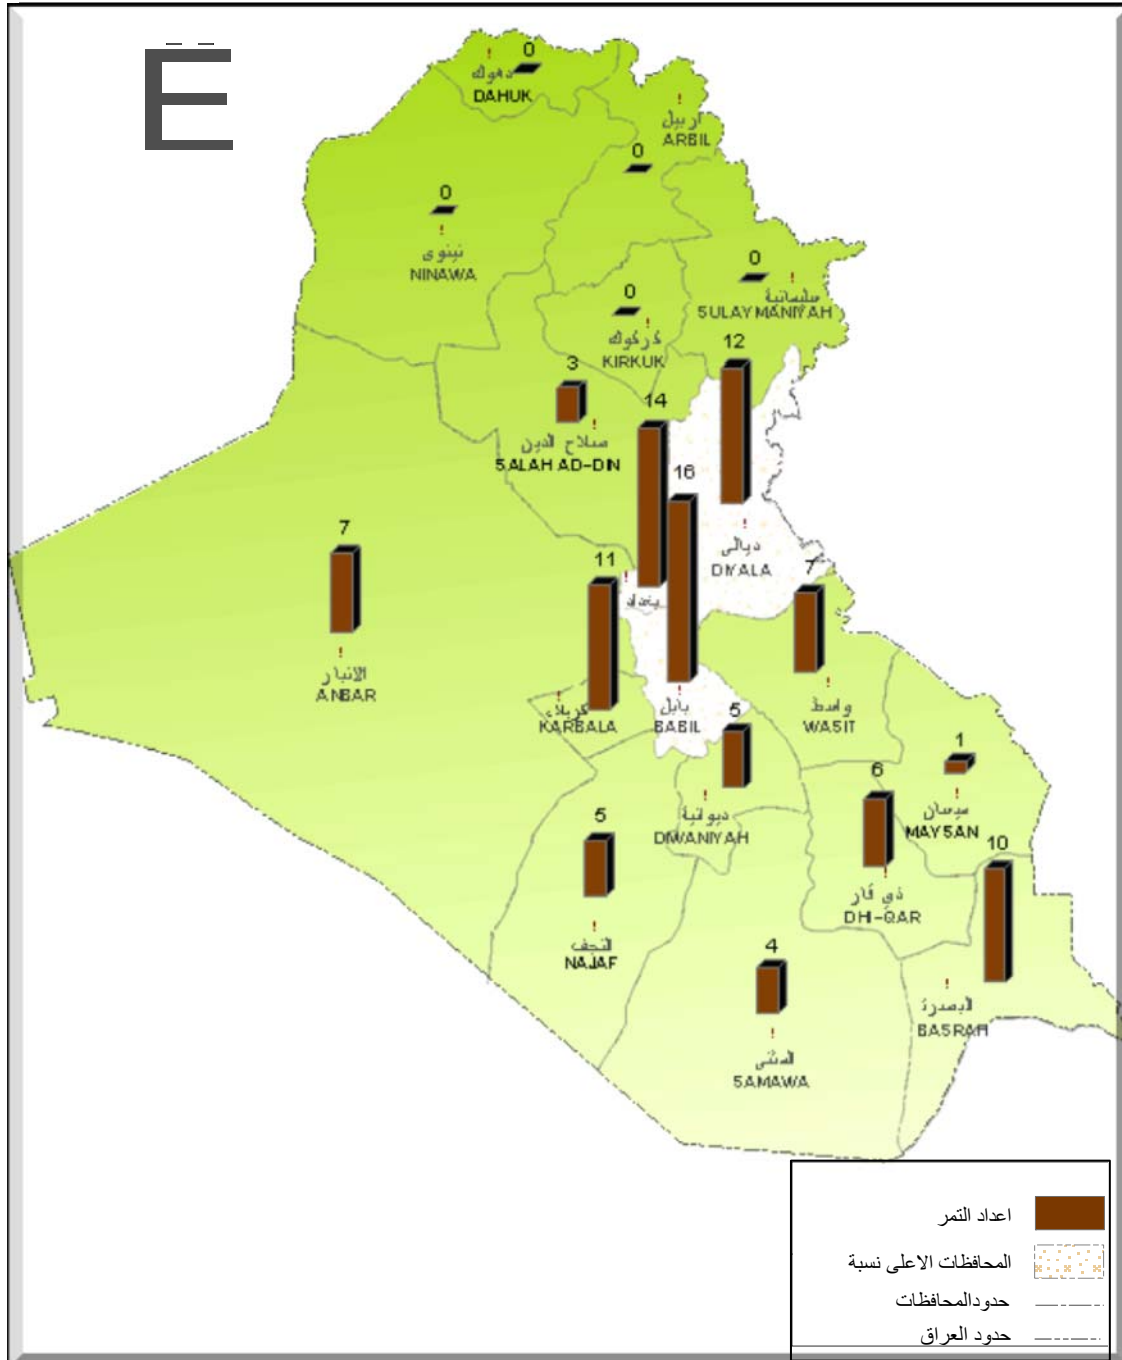 Ë
0
دهوك
DAHUK
اربيل
ARBIL
0
0
نينوى
NINAWA
0
سليمانية
SULAYMANIYAH
0
كركوك
KIRKUK
12
3
صلاح الدين
SALAH AD-DIN
14
16
ديالى
DIYALA
7
الانبار
ANBAR
11
بغداد
7
كربلاء
KARBALA
بابل
BABIL
واسط
WASIT
5
ديوانية
DIWANIYAH
1
ميسان
MAYSAN
6
ذي قار
DHI-QAR
5
النجف
NAJAF
10
البصرة
BASRAH
4
المثنى
SAMAWA
اعداد التمر
المحافظات الاعلى نسبة
حدودالمحافظات
حدود العراق